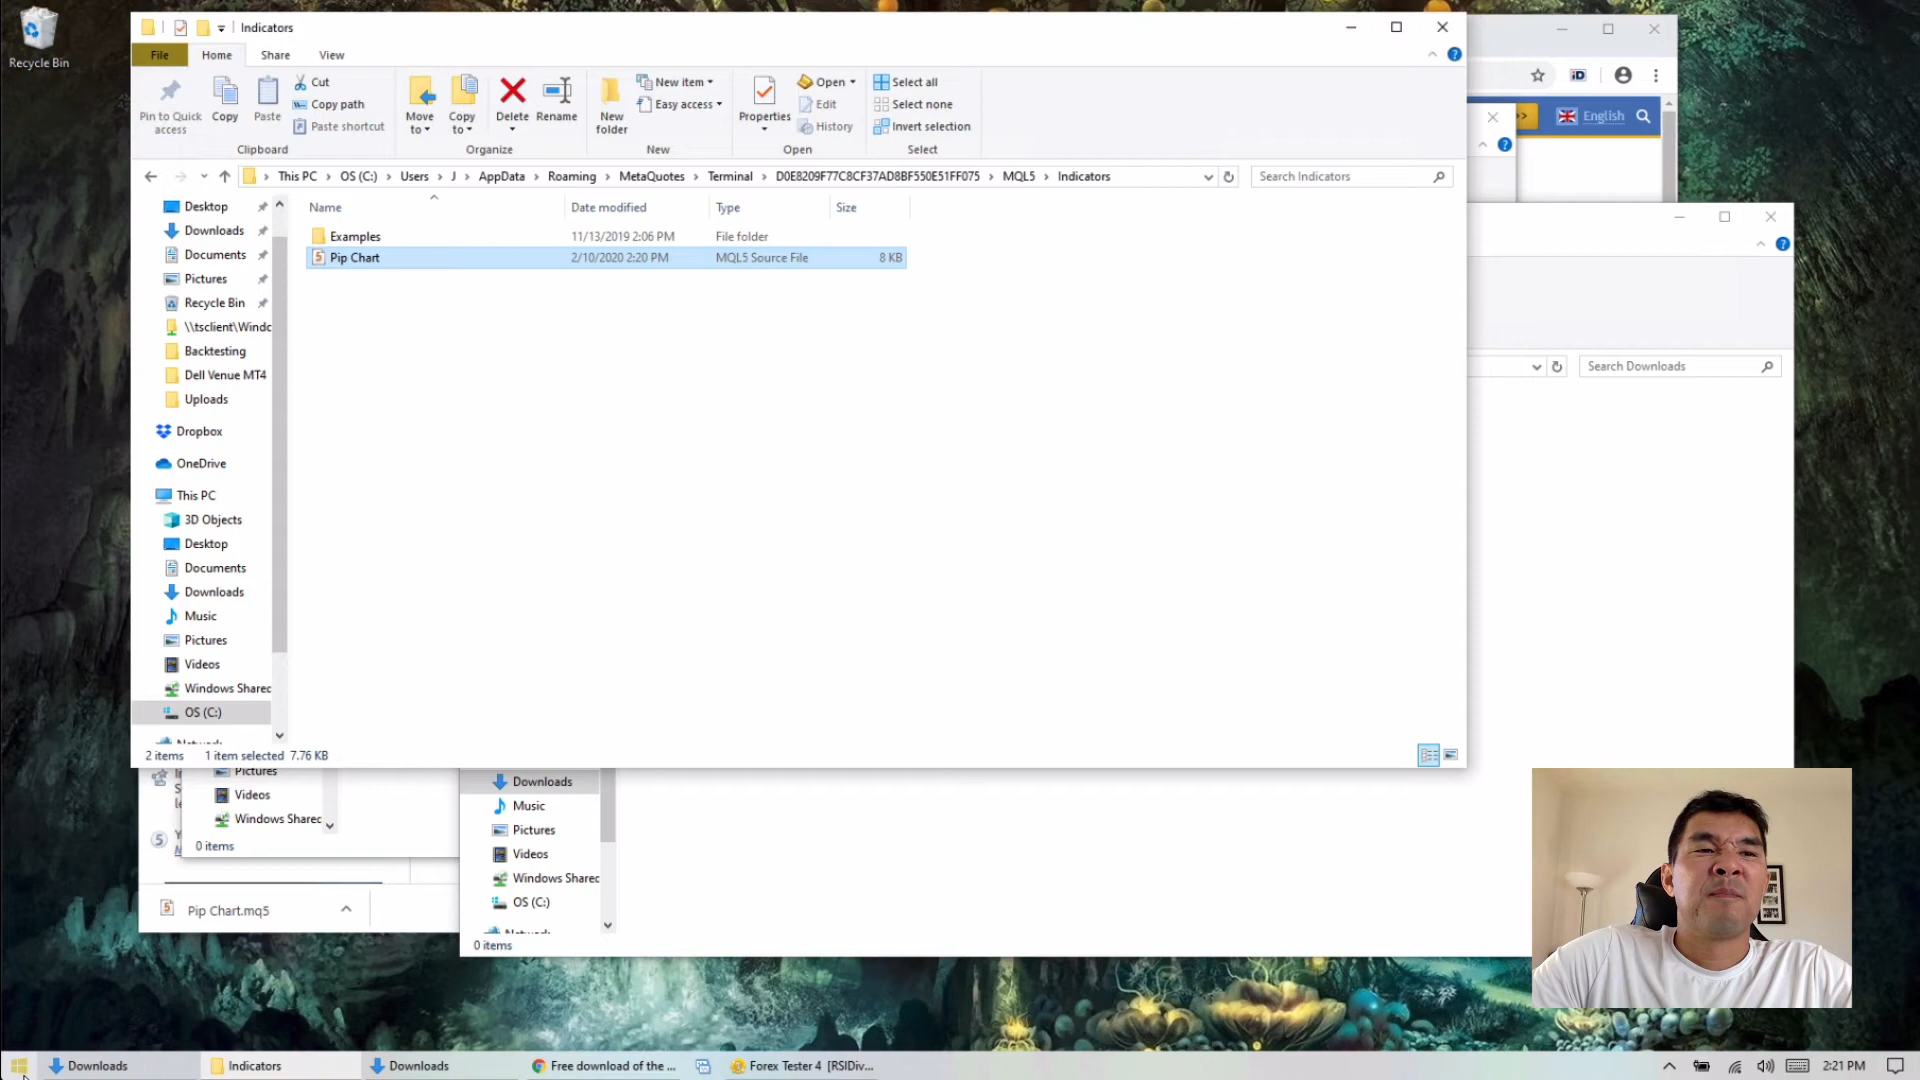 Recycle Bin
Indicators
File Home Share View
Pin to Quick access
Copy
Paste
Cut
Copy path
Paste shortcut
Clipboard
Move to
Copy to
Delete
Rename
Organize
New folder
New item
Easy access
New
Properties
Open
Edit
History
Open
Select all
Select none
Invert selection
Select
This PC OS (C:) Users J AppData Roaming MetaQuotes Terminal D0E8209F77C8CF37AD8BF550E51FF075 MQL5 Indicators
Search Indicators
Name Date modified Type Size
Examples 11/13/2019 2:06 PM File folder
Pip Chart 2/10/2020 2:20 PM MQL5 Source File 8 KB
Desktop
Downloads
Documents
Pictures
Recycle Bin
\\tsclient\Windc
Backtesting
Dell Venue MT4
Uploads
Dropbox
OneDrive
This PC
3D Objects
Desktop
Documents
Downloads
Music
Pictures
Videos
Windows Shared
OS (C:)
Network
2 items 1 item selected 7.76 KB
English
Search Downloads
Pictures
Videos
Windows Shared
0 items
Pip Chart.mq5
Downloads
Music
Pictures
Videos
Windows Shared
OS (C:)
Network
0 items
Downloads
Indicators
Downloads
Free download of the ...
Forex Tester 4 [RSIDiv...
2:21 PM